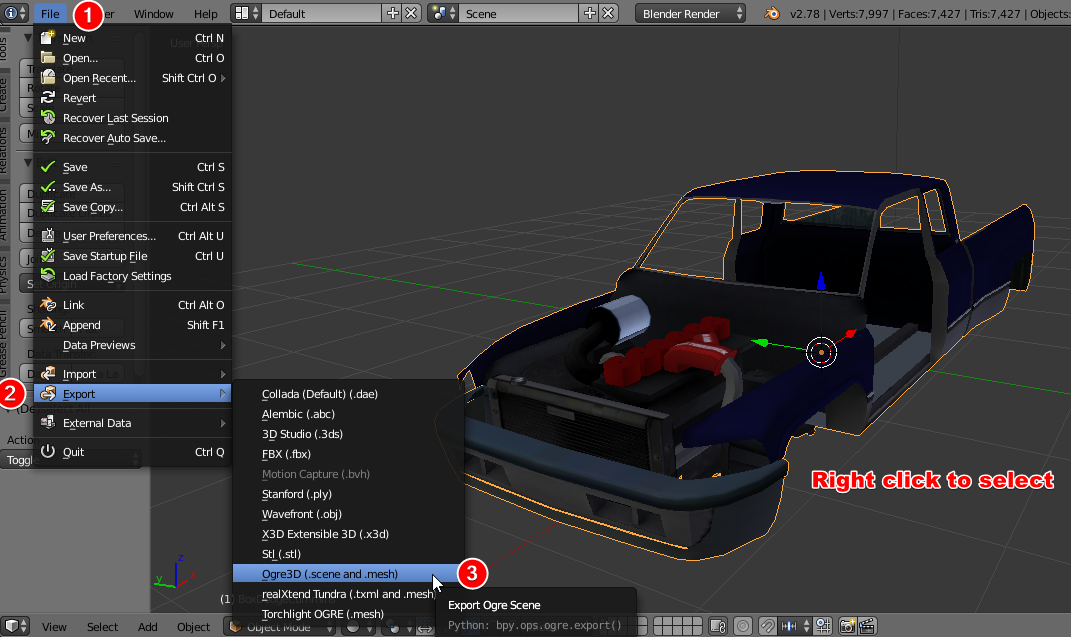 File 1 er Window Help Default Scene Blender Render v2.78 | Verts:7,997 | Faces:7,427 | Tris:7,427 | Objects:
New Ctrl N
Open... Ctrl O
Open Recent... Shift Ctrl O
Revert
Recover Last Session
Recover Auto Save...
Save Ctrl S
Save As... Shift Ctrl S
Save Copy... Ctrl Alt S
User Preferences... Ctrl Alt U
Save Startup File Ctrl U
Load Factory Settings
Link Ctrl Alt O
Append Shift F1
Data Previews
Import
2 Export
External Data
Quit Ctrl Q
Tools
Create
Relations
Animation
Physics
Grease Pencil
Toggle
Collada (Default) (.dae)
Alembic (.abc)
3D Studio (.3ds)
FBX (.fbx)
Motion Capture (.bvh)
Stanford (.ply)
Wavefront (.obj)
X3D Extensible 3D (.x3d)
Stl (.stl)
Ogre3D (.scene and .mesh) 3
realXtend Tundra (.txml and .mesh)
Torchlight OGRE (.mesh)
Export Ogre Scene
Python: bpy.ops.ogre.export()
Right click to select
z
y x
(1)
View Select Add Object Object Mode